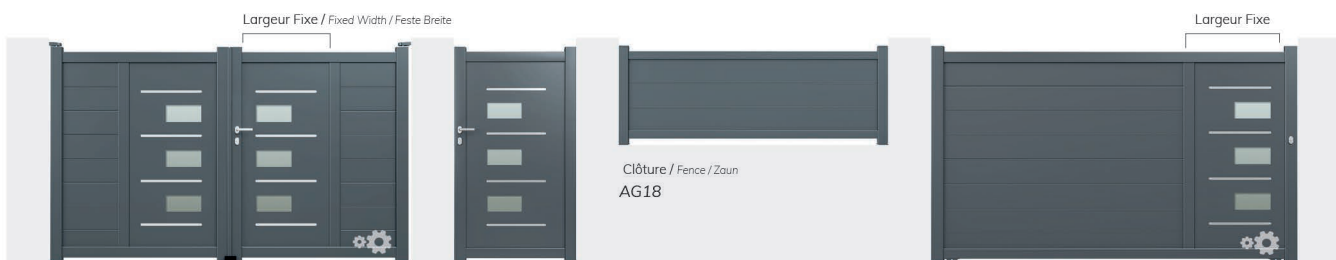 Largeur Fixe / Fixed Width / Feste Breite
Largeur Fixe
Clôture / Fence / Zaun
AG18